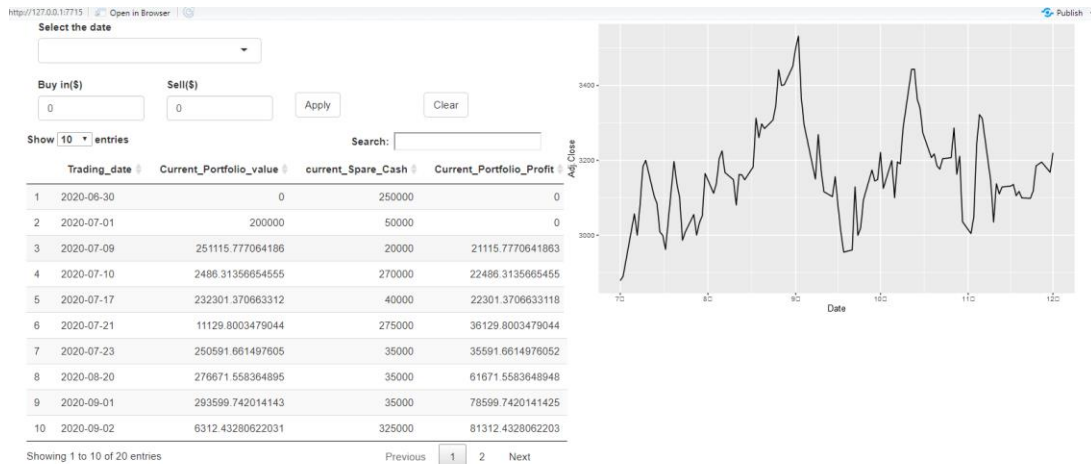 http://127.0.0.1:7715 Open in Browser Publish
Select the date
Buy in($) Sell($)
0 0 Apply Clear
Show 10 entries Search:
Trading_date Current_Portfolio_value current_Spare_Cash Current_Portfolio_Profit
1 2020-06-30 0 250000 0
2 2020-07-01 200000 50000 0
3 2020-07-09 251115.777064186 20000 21115.7770641863
4 2020-07-10 2486.31356654555 270000 22486.3135665455
5 2020-07-17 232301.370663312 40000 22301.3706633118
6 2020-07-21 11129.8003479044 275000 36129.8003479044
7 2020-07-23 250591.661497605 35000 35591.6614976052
8 2020-08-20 276671.558364895 35000 61671.5583648948
9 2020-09-01 293599.742014143 35000 78599.7420141425
10 2020-09-02 6312.43280622031 325000 81312.4328062203
Showing 1 to 10 of 20 entries Previous 1 2 Next
Adj.Close
3400
3200
3000
70 80 90 100 110 120
Date